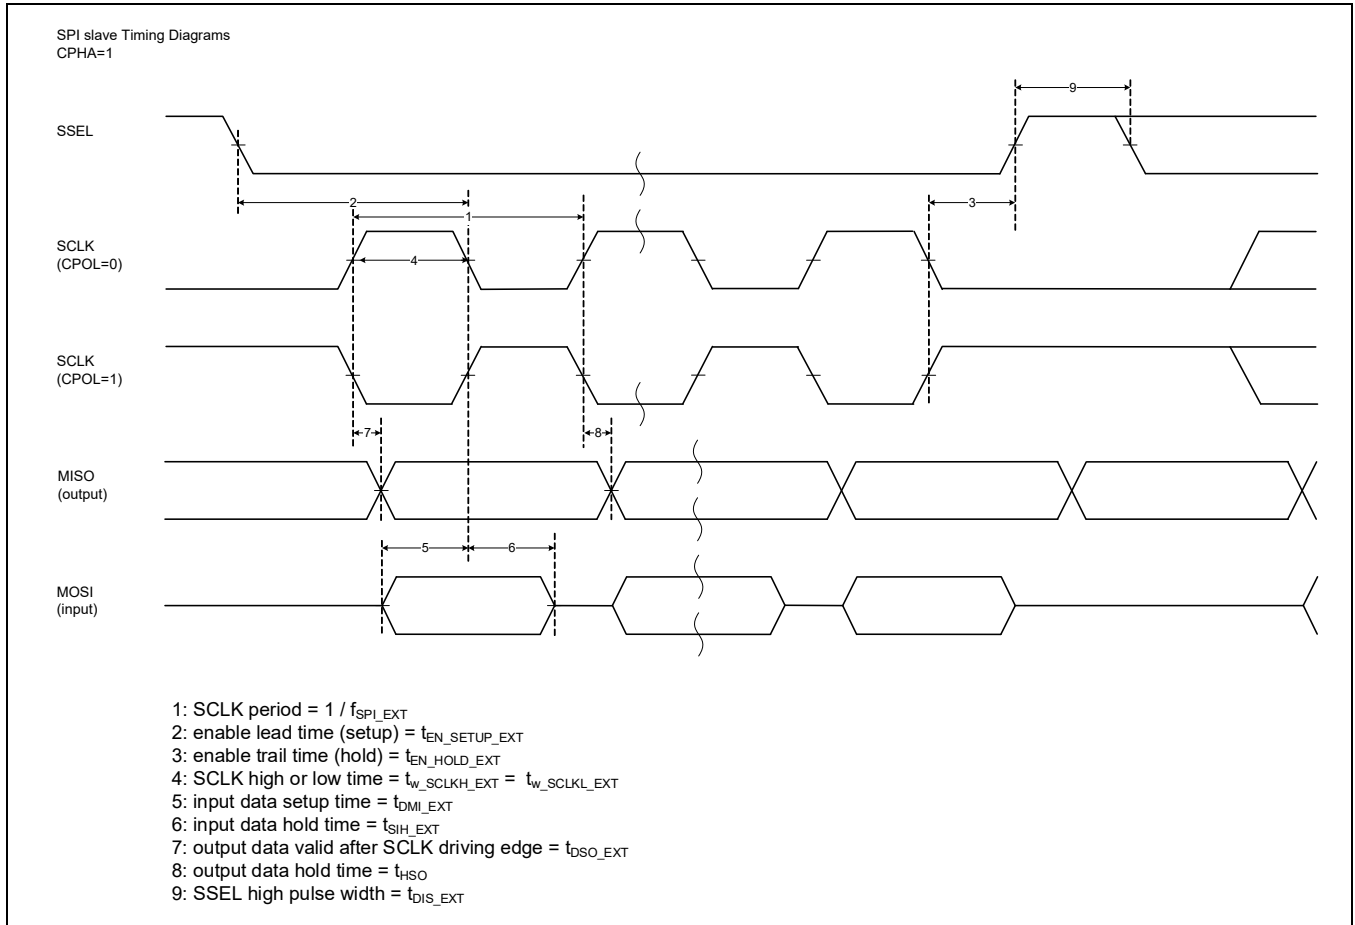 SPI slave Timing Diagrams
CPHA=1
9
SSEL
2
3
1
SCLK
(CPOL=0)
4
SCLK
(CPOL=1)
7
8
MISO
(output)
5
6
MOSI
(input)
1: SCLK period = 1 / fSPI_EXT
2: enable lead time (setup) = tEN_SETUP_EXT
3: enable trail time (hold) = tEN_HOLD_EXT
4: SCLK high or low time = tw_SCLKH_EXT = tw_SCLKL_EXT
5: input data setup time = tDMI_EXT
6: input data hold time = tSIH_EXT
7: output data valid after SCLK driving edge = tDSO_EXT
8: output data hold time = tHSO
9: SSEL high pulse width = tDIS_EXT